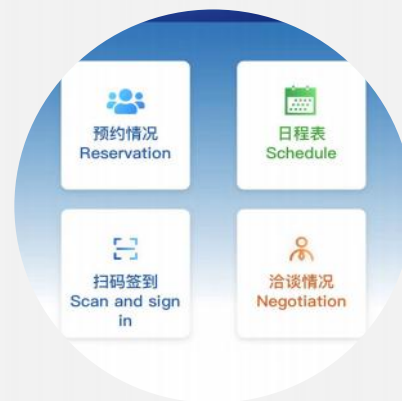 预约情况
Reservation
日程表
Schedule
扫码签到
Scan and sign
in
洽谈情况
Negotiation